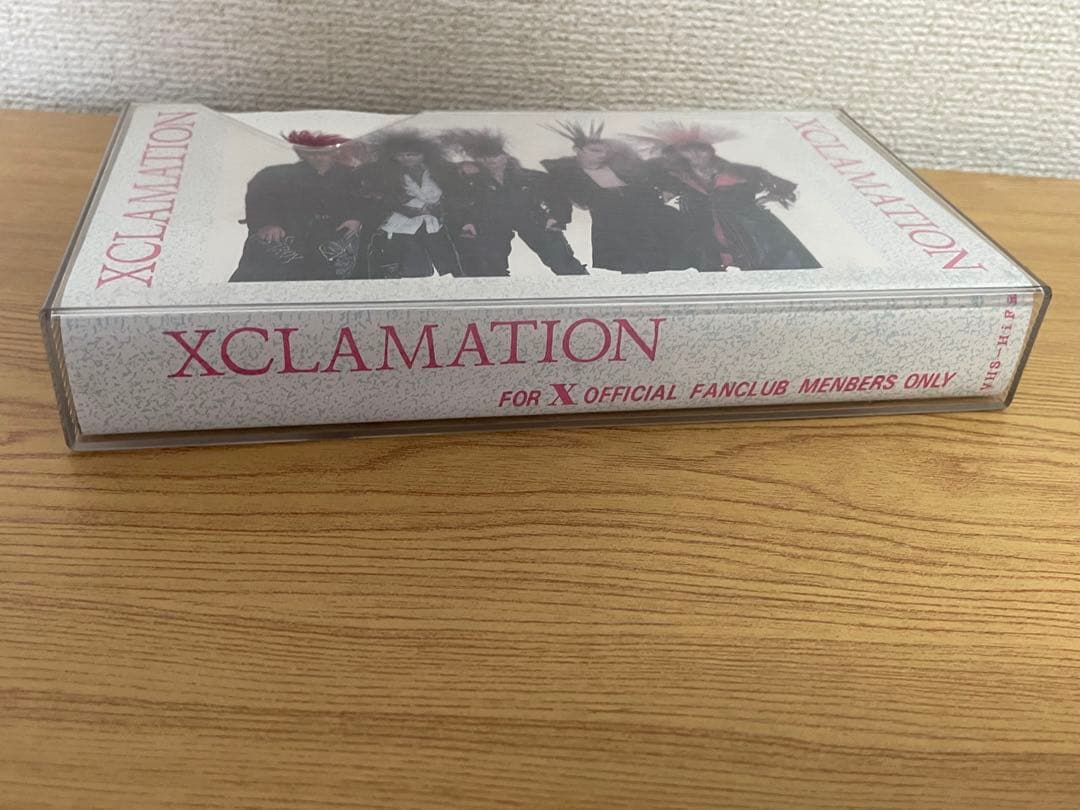 XCLAMATION
XCLAMATION
XCLAMATION
FOR X OFFICIAL FANCLUB MENBERS ONLY
VHS-HiFi